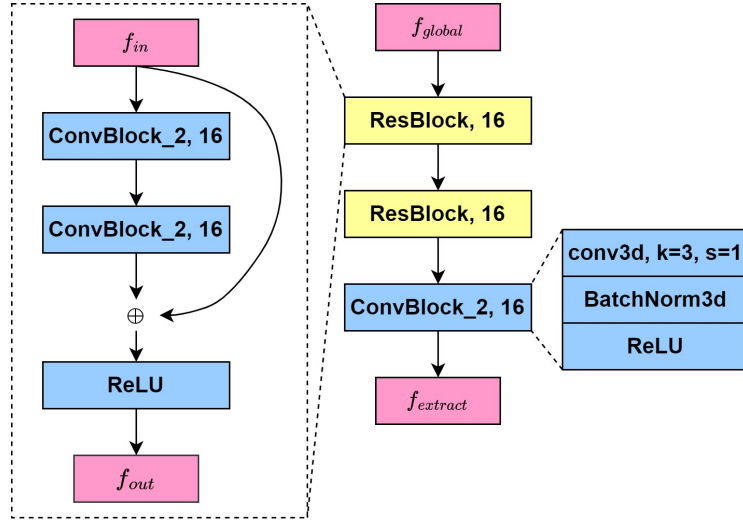 f_in
ConvBlock_2, 16
ConvBlock_2, 16
⊕
ReLU
f_out
f_global
ResBlock, 16
ResBlock, 16
ConvBlock_2, 16
f_extract
conv3d, k=3, s=1
BatchNorm3d
ReLU